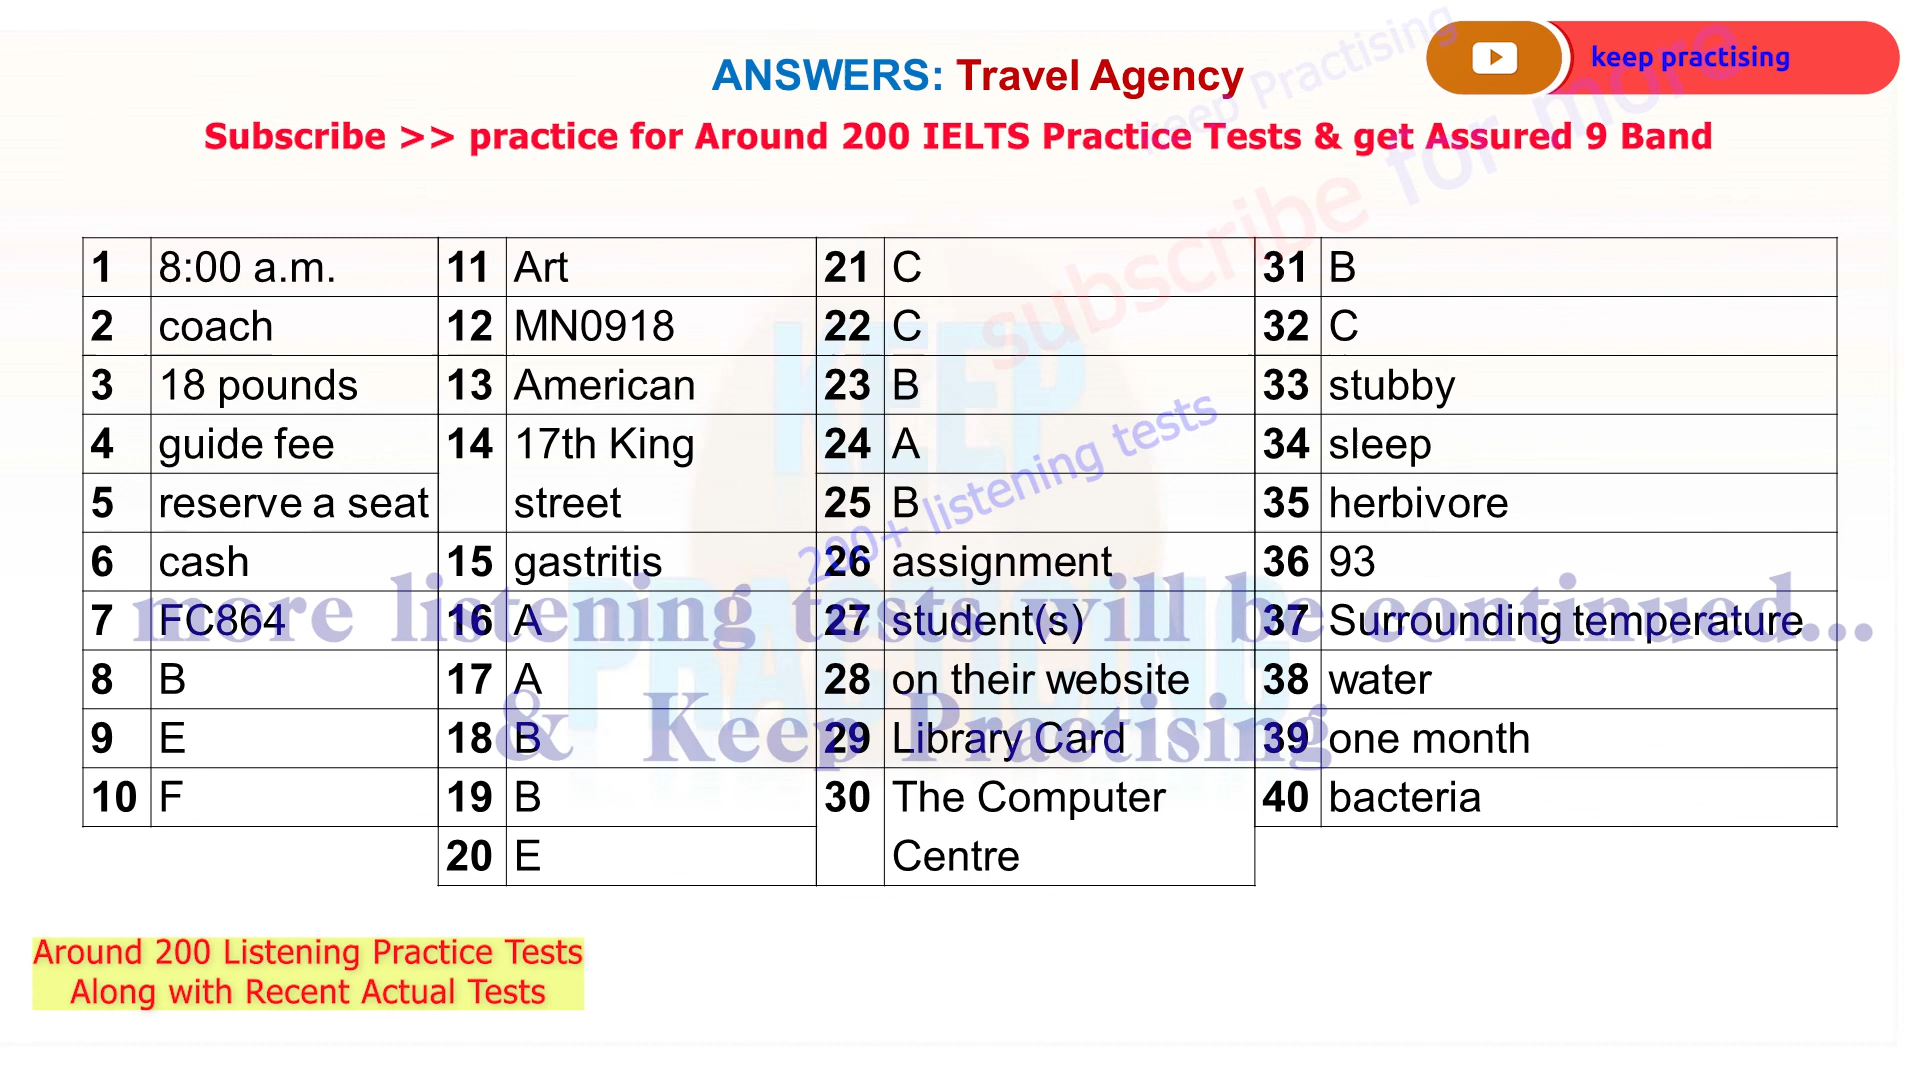 ANSWERS: Travel Agency
keep practising
Keep Practising
Subscribe >> practice for Around 200 IELTS Practice Tests & get Assured 9 Band
subscribe for more
1 8:00 a.m. 11 Art 21 C 31 B
2 coach 12 MN0918 22 C 32 C
KEEP
3 18 pounds 13 American 23 B 33 stubby
4 guide fee 14 17th King 24 A 34 sleep
200+ listening tests
5 reserve a seat street 25 B 35 herbivore
6 cash 15 gastritis 26 assignment 36 93
more listening tests will be continued...
7 FC864 16 A 27 student(s) 37 Surrounding temperature
PRACTICING
8 B 17 A 28 on their website 38 water
& Keep Practising
9 E 18 B 29 Library Card 39 one month
10 F 19 B 30 The Computer 40 bacteria
20 E Centre
Around 200 Listening Practice Tests
Along with Recent Actual Tests